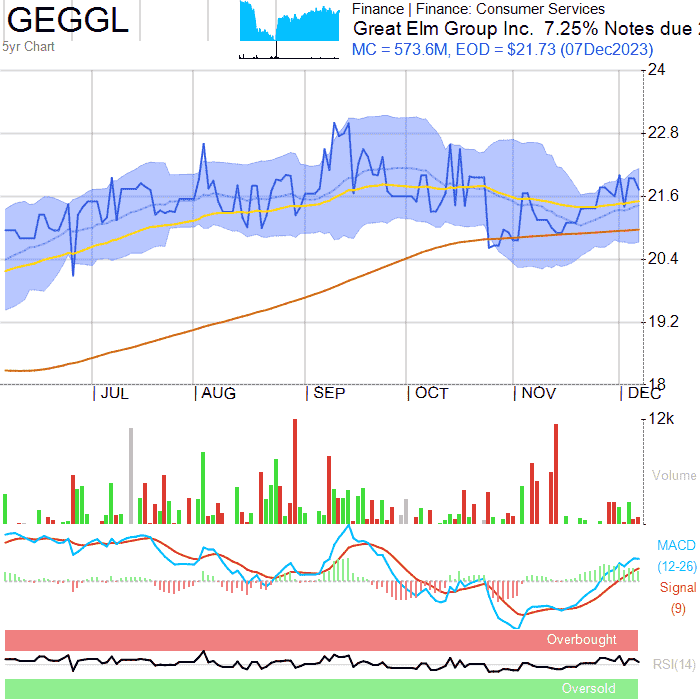 GEGGL
5yr Chart
Finance | Finance: Consumer Services
Great Elm Group Inc. 7.25% Notes due 2
MC = 573.6M, EOD = $21.73 (07Dec2023)
24
22.8
21.6
20.4
19.2
18
JUL
AUG
SEP
OCT
NOV
DEC
12k
Volume
MACD
(12-26)
Signal
(9)
Overbought
RSI(14)
Oversold